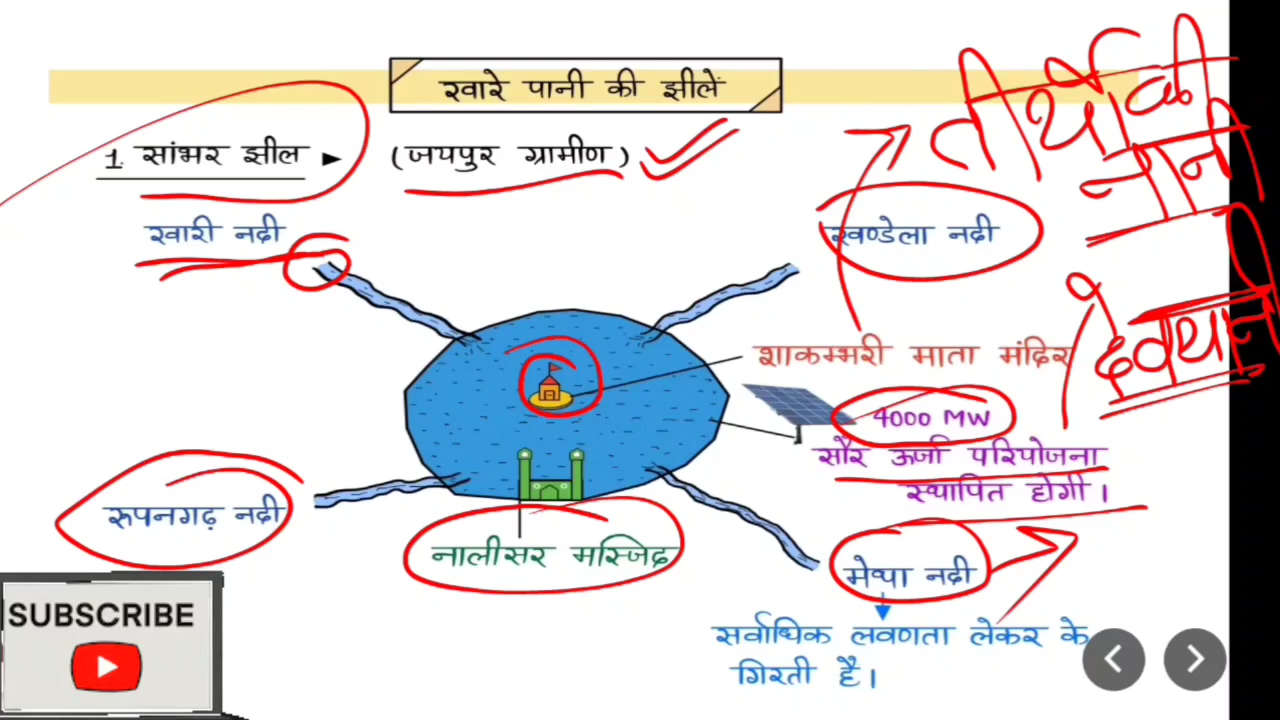 खारे पानी की झीलें
1. सांभर झील ► (जयपुर ग्रामीण)
खारी नदी
खण्डेला नदी
शाकम्भरी माता मंदिर
4000 MW
सौर ऊर्जा परियोजना
स्थापित होगी।
रूपनगढ़ नदी
नालीसर मस्जिद
मेन्था नदी
सर्वाधिक लवणता लेकर के
गिरती है।
तीर्थो की
नानी
देवयानी
SUBSCRIBE